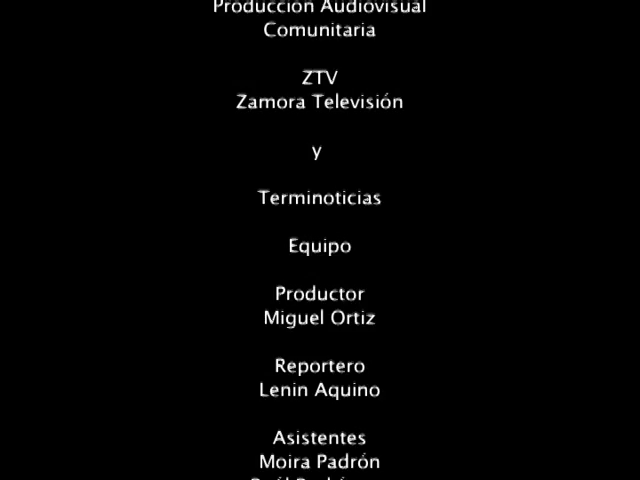 Producción Audiovisual
Comunitaria
ZTV
Zamora Televisión
y
Terminoticias
Equipo
Productor
Miguel Ortiz
Reportero
Lenin Aquino
Asistentes
Moira Padrón